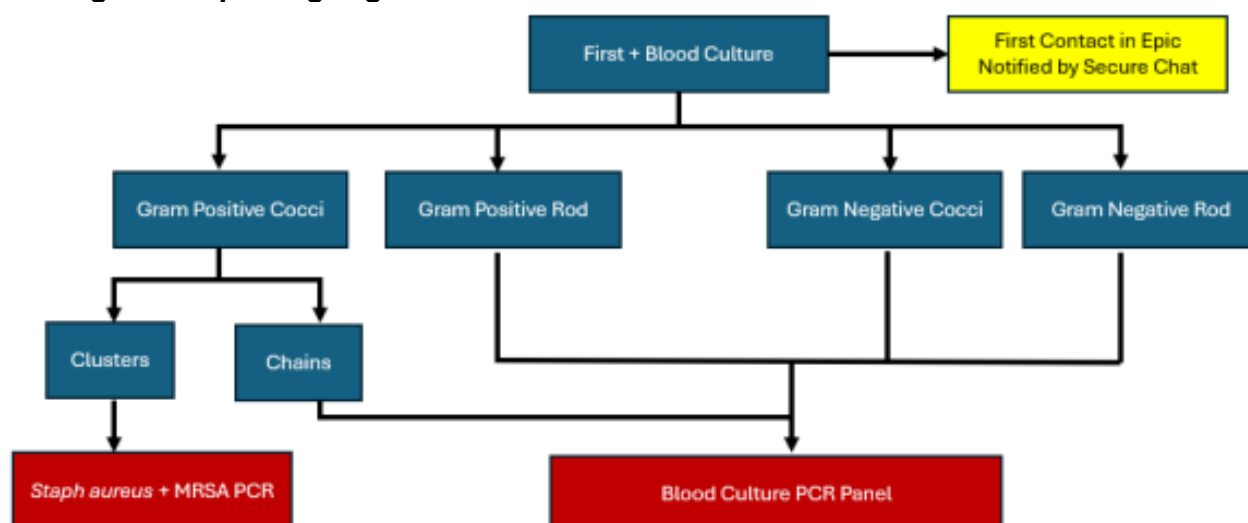 First + Blood Culture
First Contact in Epic
Notified by Secure Chat
Gram Positive Cocci
Gram Positive Rod
Gram Negative Cocci
Gram Negative Rod
Clusters
Chains
Staph aureus + MRSA PCR
Blood Culture PCR Panel